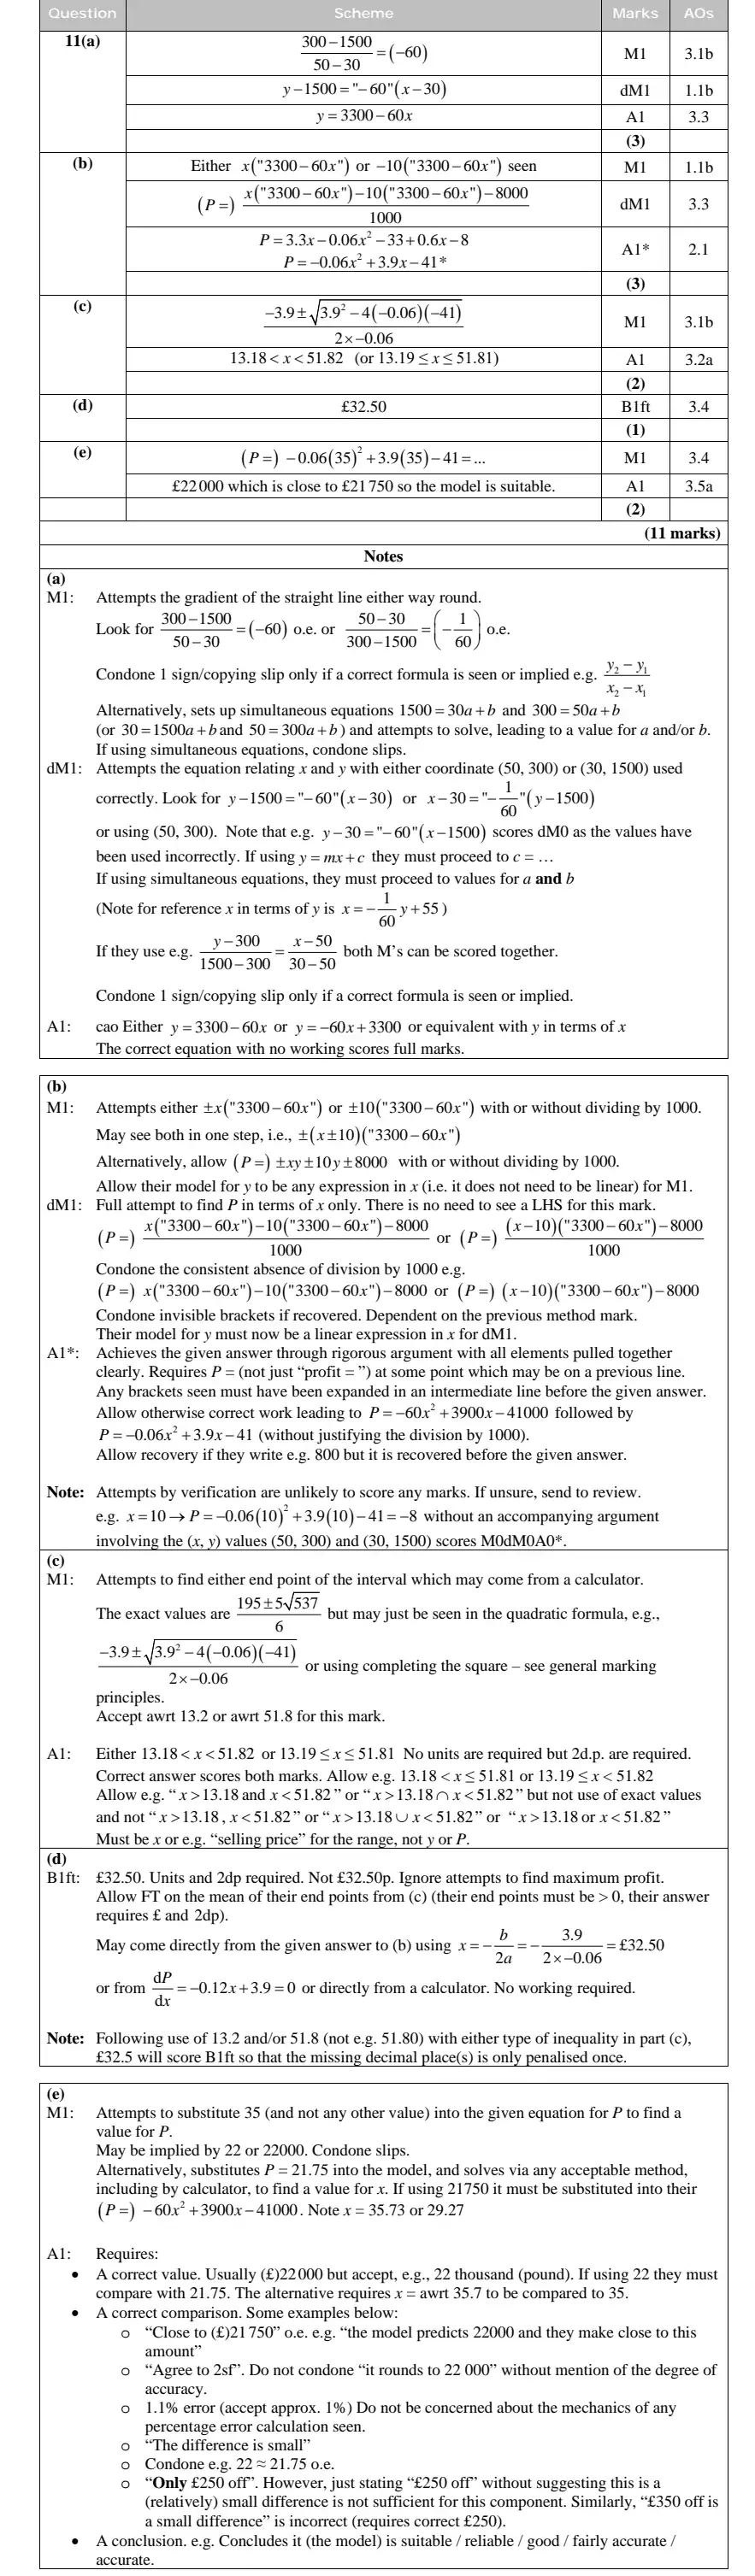 Question Scheme Marks AOs
11(a) (300 − 1500)/(50 − 30) = (−60) M1 3.1b
y − 1500 = "− 60"(x − 30) dM1 1.1b
y = 3300 − 60x A1 3.3
(3)
(b) Either x("3300 − 60x") or −10("3300 − 60x") seen M1 1.1b
(P =) (x("3300 − 60x") − 10("3300 − 60x") − 8000)/1000 dM1 3.3
P = 3.3x − 0.06x² − 33 + 0.6x − 8
P = −0.06x² + 3.9x − 41* A1* 2.1
(3)
(c) (−3.9 ± √(3.9² − 4(−0.06)(−41)))/(2 × −0.06) M1 3.1b
13.18 < x < 51.82 (or 13.19 ≤ x ≤ 51.81) A1 3.2a
(2)
(d) £32.50 B1ft 3.4
(1)
(e) (P =) −0.06(35)² + 3.9(35) − 41 = ... M1 3.4
£22 000 which is close to £21 750 so the model is suitable. A1 3.5a
(2)
(11 marks)
Notes
(a)
M1: Attempts the gradient of the straight line either way round.
Look for (300 − 1500)/(50 − 30) = (−60) o.e. or (50 − 30)/(300 − 1500) = (−1/60) o.e.
Condone 1 sign/copying slip only if a correct formula is seen or implied e.g. (y₂ − y₁)/(x₂ − x₁)
Alternatively, sets up simultaneous equations 1500 = 30a + b and 300 = 50a + b
(or 30 = 1500a + b and 50 = 300a + b) and attempts to solve, leading to a value for a and/or b.
If using simultaneous equations, condone slips.
dM1: Attempts the equation relating x and y with either coordinate (50, 300) or (30, 1500) used
correctly. Look for y − 1500 = "− 60"(x − 30) or x − 30 = "−1/60"(y − 1500)
or using (50, 300). Note that e.g. y − 30 = "− 60"(x − 1500) scores dM0 as the values have
been used incorrectly. If using y = mx + c they must proceed to c = …
If using simultaneous equations, they must proceed to values for a and b
(Note for reference x in terms of y is x = −1/60 y + 55)
If they use e.g. (y − 300)/(1500 − 300) = (x − 50)/(30 − 50) both M's can be scored together.
Condone 1 sign/copying slip only if a correct formula is seen or implied.
A1: cao Either y = 3300 − 60x or y = −60x + 3300 or equivalent with y in terms of x
The correct equation with no working scores full marks.
(b)
M1: Attempts either ±x("3300 − 60x") or ±10("3300 − 60x") with or without dividing by 1000.
May see both in one step, i.e., ±(x ± 10)("3300 − 60x")
Alternatively, allow (P =) ±xy ± 10y ± 8000 with or without dividing by 1000.
Allow their model for y to be any expression in x (i.e. it does not need to be linear) for M1.
dM1: Full attempt to find P in terms of x only. There is no need to see a LHS for this mark.
(P =) (x("3300 − 60x") − 10("3300 − 60x") − 8000)/1000 or (P =) ((x − 10)("3300 − 60x") − 8000)/1000
Condone the consistent absence of division by 1000 e.g.
(P =) x("3300 − 60x") − 10("3300 − 60x") − 8000 or (P =) (x − 10)("3300 − 60x") − 8000
Condone invisible brackets if recovered. Dependent on the previous method mark.
Their model for y must now be a linear expression in x for dM1.
A1*: Achieves the given answer through rigorous argument with all elements pulled together
clearly. Requires P = (not just “profit = ”) at some point which may be on a previous line.
Any brackets seen must have been expanded in an intermediate line before the given answer.
Allow otherwise correct work leading to P = −60x² + 3900x − 41000 followed by
P = −0.06x² + 3.9x − 41 (without justifying the division by 1000).
Allow recovery if they write e.g. 800 but it is recovered before the given answer.
Note: Attempts by verification are unlikely to score any marks. If unsure, send to review.
e.g. x = 10 → P = −0.06(10)² + 3.9(10) − 41 = −8 without an accompanying argument
involving the (x, y) values (50, 300) and (30, 1500) scores M0dM0A0*.
(c)
M1: Attempts to find either end point of the interval which may come from a calculator.
The exact values are (195 ± 5√537)/6 but may just be seen in the quadratic formula, e.g.,
(−3.9 ± √(3.9² − 4(−0.06)(−41)))/(2 × −0.06) or using completing the square – see general marking
principles.
Accept awrt 13.2 or awrt 51.8 for this mark.
A1: Either 13.18 < x < 51.82 or 13.19 ≤ x ≤ 51.81 No units are required but 2d.p. are required.
Correct answer scores both marks. Allow e.g. 13.18 < x ≤ 51.81 or 13.19 ≤ x < 51.82
Allow e.g. “ x > 13.18 and x < 51.82 ” or “ x > 13.18 ∩ x < 51.82 ” but not use of exact values
and not “ x > 13.18 , x < 51.82 ” or “ x > 13.18 ∪ x < 51.82 ” or “ x > 13.18 or x < 51.82 ”
Must be x or e.g. “selling price” for the range, not y or P.
(d)
B1ft: £32.50. Units and 2dp required. Not £32.50p. Ignore attempts to find maximum profit.
Allow FT on the mean of their end points from (c) (their end points must be > 0, their answer
requires £ and 2dp).
May come directly from the given answer to (b) using x = −b/2a = −3.9/(2 × −0.06) = £32.50
or from dP/dx = −0.12x + 3.9 = 0 or directly from a calculator. No working required.
Note: Following use of 13.2 and/or 51.8 (not e.g. 51.80) with either type of inequality in part (c),
£32.5 will score B1ft so that the missing decimal place(s) is only penalised once.
(e)
M1: Attempts to substitute 35 (and not any other value) into the given equation for P to find a
value for P.
May be implied by 22 or 22000. Condone slips.
Alternatively, substitutes P = 21.75 into the model, and solves via any acceptable method,
including by calculator, to find a value for x. If using 21750 it must be substituted into their
(P =) −60x² + 3900x − 41000. Note x = 35.73 or 29.27
A1: Requires:
• A correct value. Usually (£)22 000 but accept, e.g., 22 thousand (pound). If using 22 they must
compare with 21.75. The alternative requires x = awrt 35.7 to be compared to 35.
• A correct comparison. Some examples below:
o “Close to (£)21 750” o.e. e.g. “the model predicts 22000 and they make close to this
amount”
o “Agree to 2sf”. Do not condone “it rounds to 22 000” without mention of the degree of
accuracy.
o 1.1% error (accept approx. 1%) Do not be concerned about the mechanics of any
percentage error calculation seen.
o “The difference is small”
o Condone e.g. 22 ≈ 21.75 o.e.
o “Only £250 off”. However, just stating “£250 off” without suggesting this is a
(relatively) small difference is not sufficient for this component. Similarly, “£350 off is
a small difference” is incorrect (requires correct £250).
• A conclusion. e.g. Concludes it (the model) is suitable / reliable / good / fairly accurate /
accurate.